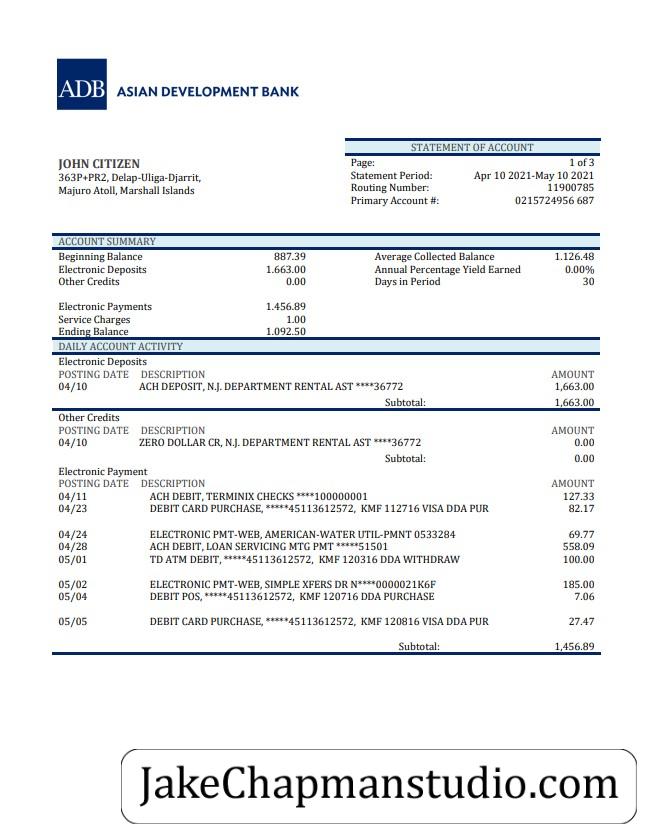 ADB ASIAN DEVELOPMENT BANK
STATEMENT OF ACCOUNT
JOHN CITIZEN
363P+PR2, Delap-Uliga-Djarrit,
Majuro Atoll, Marshall Islands
Page: 1 of 3
Statement Period: Apr 10 2021-May 10 2021
Routing Number: 11900785
Primary Account #: 0215724956 687
ACCOUNT SUMMARY
Beginning Balance 887.39 Average Collected Balance 1.126.48
Electronic Deposits 1.663.00 Annual Percentage Yield Earned 0.00%
Other Credits 0.00 Days in Period 30
Electronic Payments 1.456.89
Service Charges 1.00
Ending Balance 1.092.50
DAILY ACCOUNT ACTIVITY
Electronic Deposits
POSTING DATE DESCRIPTION AMOUNT
04/10 ACH DEPOSIT, N.J. DEPARTMENT RENTAL AST ****36772 1,663.00
Subtotal: 1,663.00
Other Credits
POSTING DATE DESCRIPTION AMOUNT
04/10 ZERO DOLLAR CR, N.J. DEPARTMENT RENTAL AST ****36772 0.00
Subtotal: 0.00
Electronic Payment
POSTING DATE DESCRIPTION AMOUNT
04/11 ACH DEBIT, TERMINIX CHECKS ****100000001 127.33
04/23 DEBIT CARD PURCHASE, *****45113612572, KMF 112716 VISA DDA PUR 82.17
04/24 ELECTRONIC PMT-WEB, AMERICAN-WATER UTIL-PMNT 0533284 69.77
04/28 ACH DEBIT, LOAN SERVICING MTG PMT *****51501 558.09
05/01 TD ATM DEBIT, *****45113612572, KMF 120316 DDA WITHDRAW 100.00
05/02 ELECTRONIC PMT-WEB, SIMPLE XFERS DR N****0000021K6F 185.00
05/04 DEBIT POS, *****45113612572, KMF 120716 DDA PURCHASE 7.06
05/05 DEBIT CARD PURCHASE, *****45113612572, KMF 120816 VISA DDA PUR 27.47
Subtotal: 1,456.89
JakeChapmanstudio.com